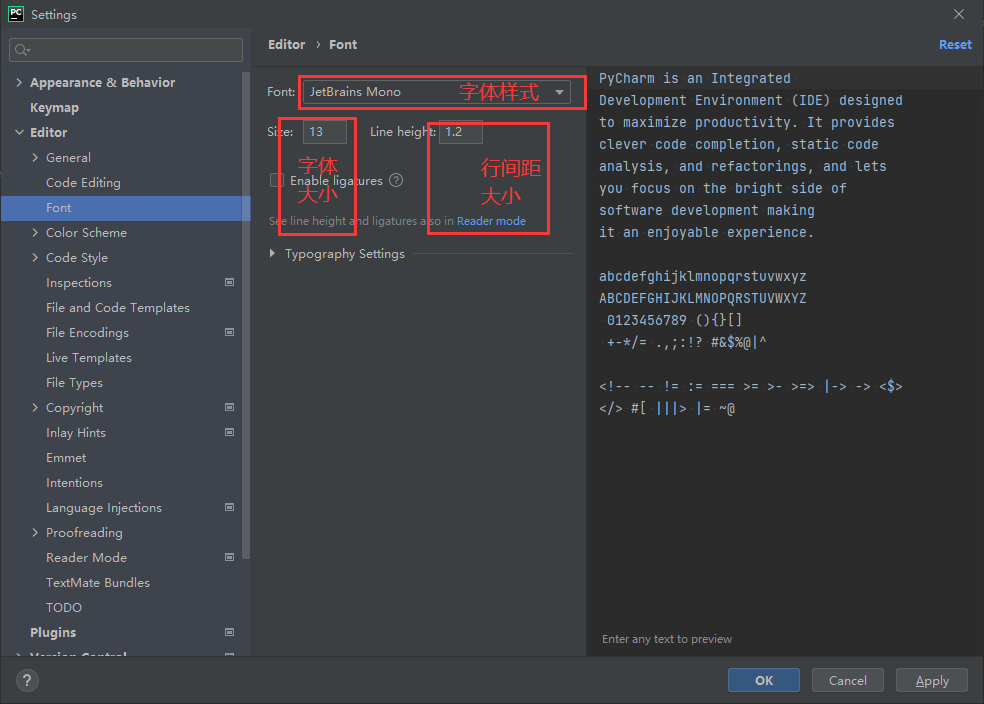 PC Settings
Editor › Font
Reset
Appearance & Behavior
Keymap
Editor
General
Code Editing
Font
Color Scheme
Code Style
Inspections
File and Code Templates
File Encodings
Live Templates
File Types
Copyright
Inlay Hints
Emmet
Intentions
Language Injections
Proofreading
Reader Mode
TextMate Bundles
TODO
Plugins
Version Control
Font: JetBrains Mono 字体样式
Size: 13 Line height: 1.2
字体
大小
行间距
大小
Enable ligatures ?
See line height and ligatures also in Reader mode
Typography Settings
PyCharm is an Integrated
Development Environment (IDE) designed
to maximize productivity. It provides
clever code completion, static code
analysis, and refactorings, and lets
you focus on the bright side of
software development making
it an enjoyable experience.
abcdefghijklmnopqrstuvwxyz
ABCDEFGHIJKLMNOPQRSTUVWXYZ
0123456789 (){}[]
+-*/= .,;:!? #&$%@|^
<!-- -- != := === >= >- >=> |-> -> <$>
</> #[ |||> |= ~@
Enter any text to preview
?
OK
Cancel
Apply